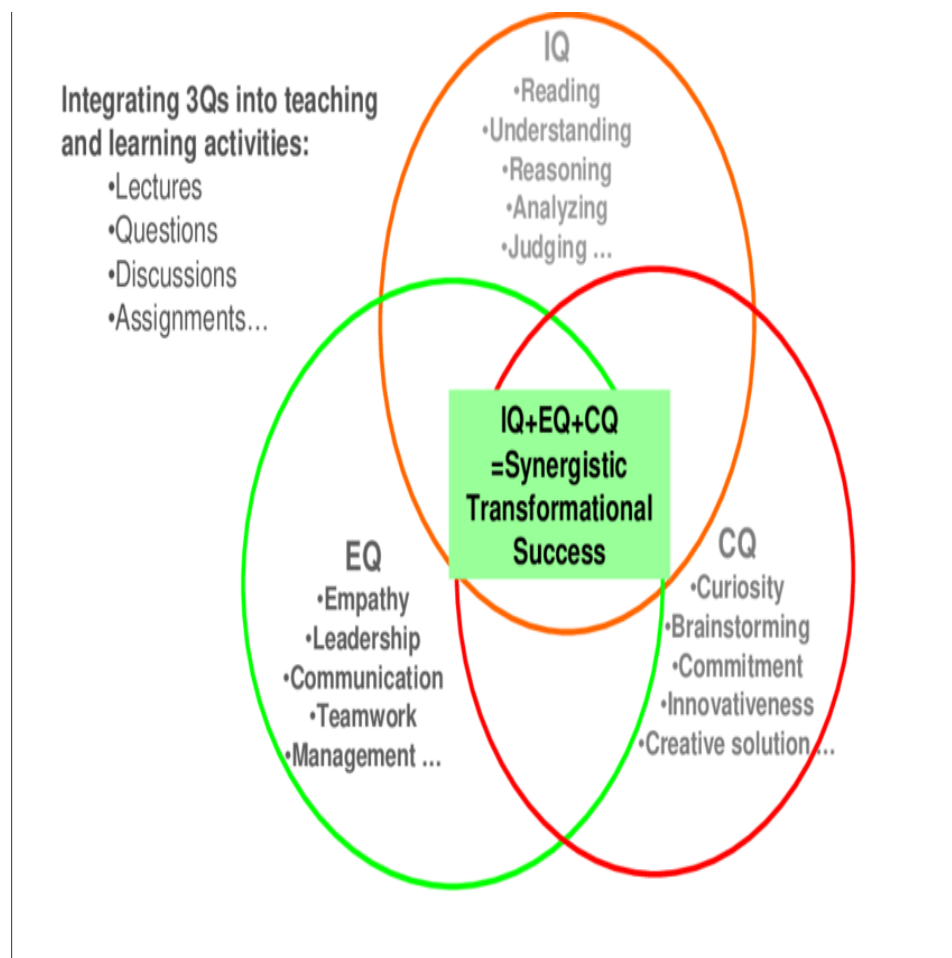 Integrating 3Qs into teaching
and learning activities:
•Lectures
•Questions
•Discussions
•Assignments...
IQ
•Reading
•Understanding
•Reasoning
•Analyzing
•Judging ...
IQ+EQ+CQ
=Synergistic
Transformational
Success
EQ
•Empathy
•Leadership
•Communication
•Teamwork
•Management ...
CQ
•Curiosity
•Brainstorming
•Commitment
•Innovativeness
•Creative solution...